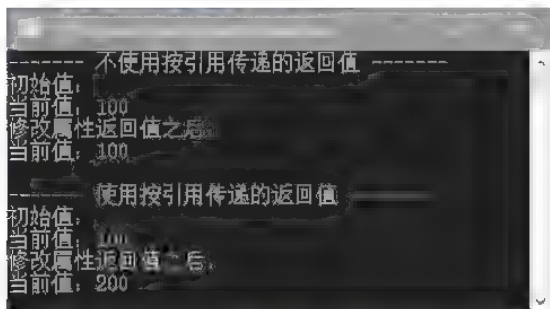 ------- 不使用按引用传递的返回值 -------
初始值:
当前值: 100
修改属性返回值之后:
当前值: 100
------- 使用按引用传递的返回值 -------
初始值:
当前值: 100
修改属性返回值之后:
当前值: 200